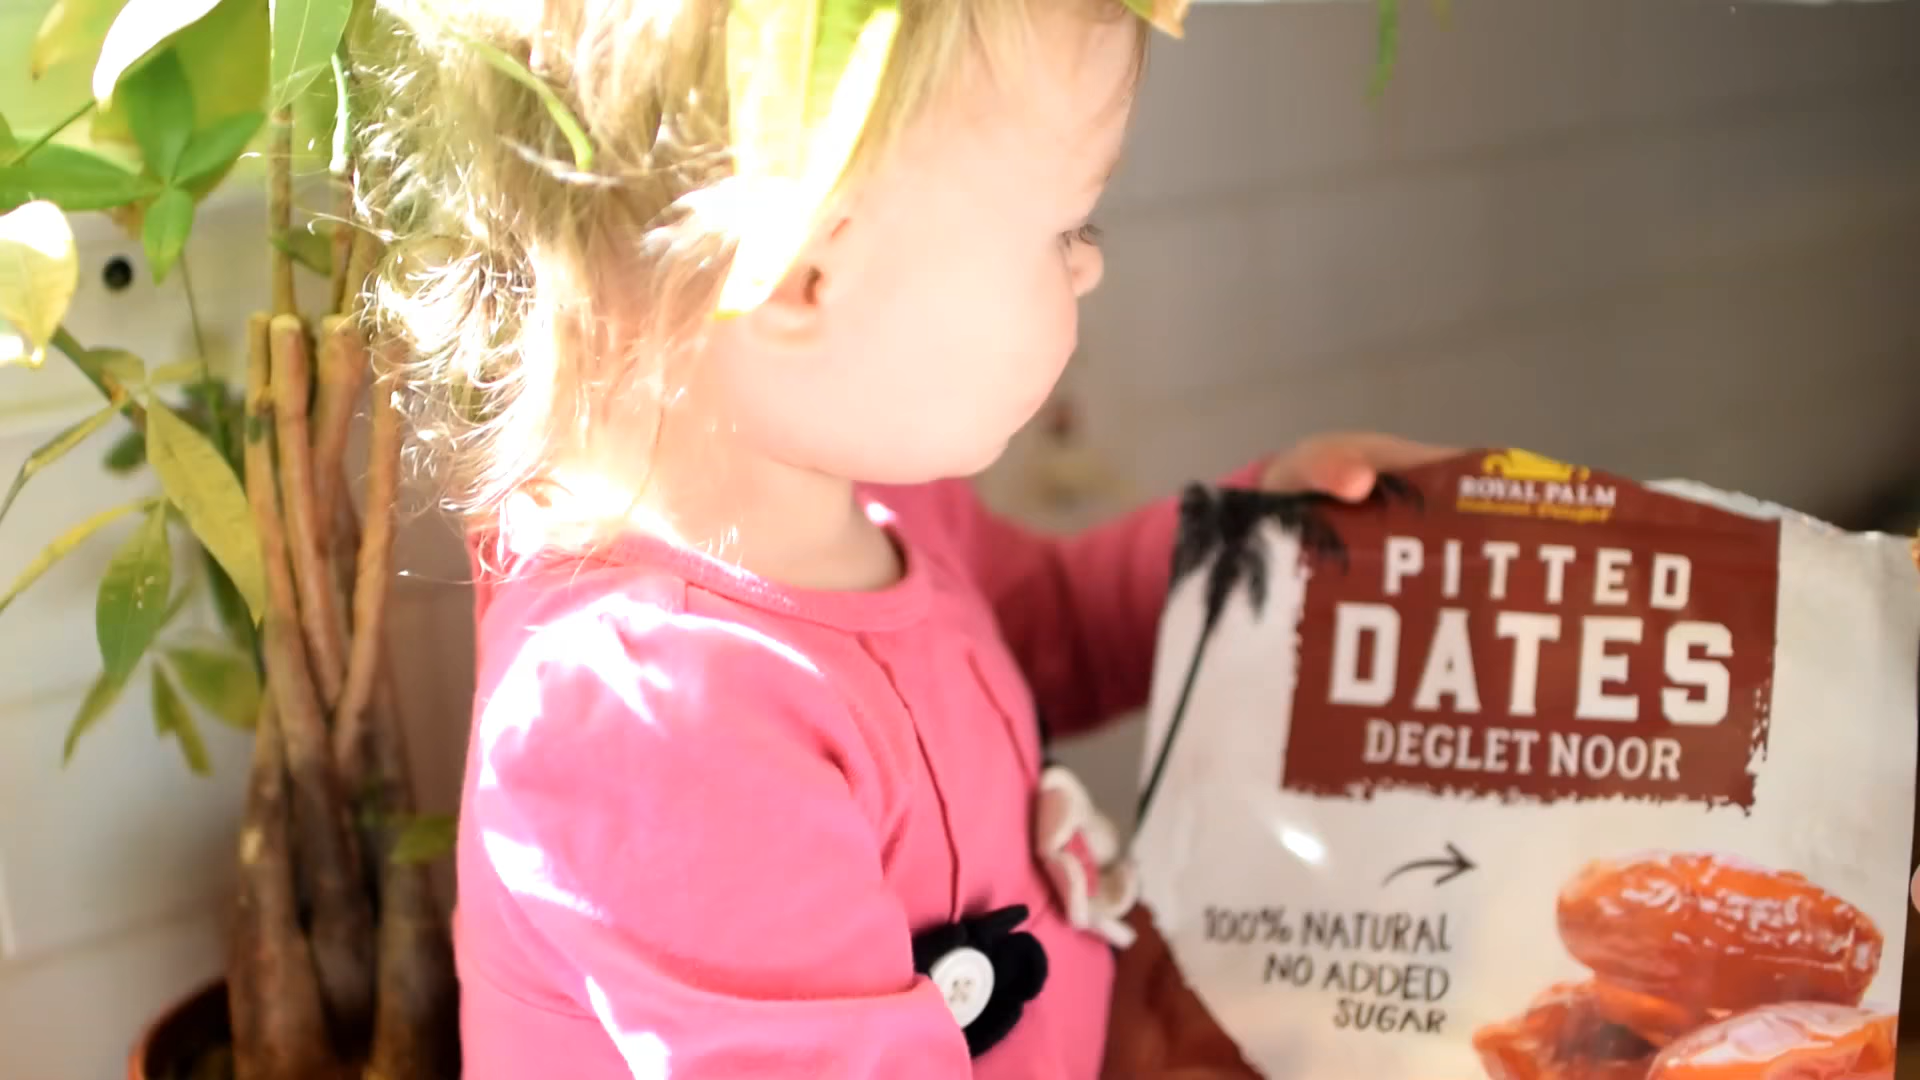 ROYAL PALM
PITTED
DATES
DEGLET NOOR
100% NATURAL
NO ADDED
SUGAR